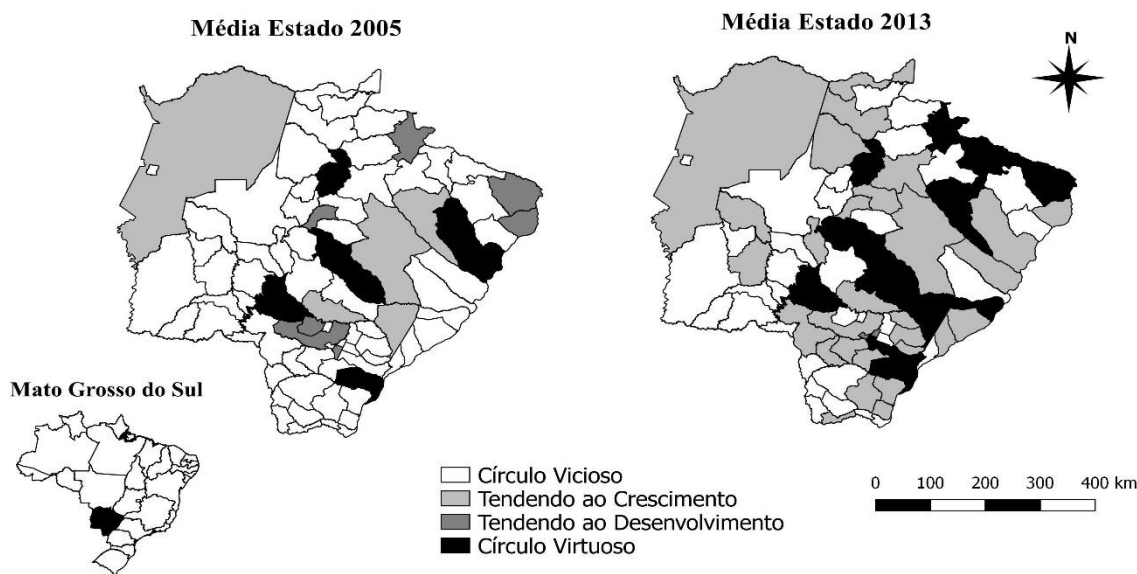 Média Estado 2005
Média Estado 2013
N
Mato Grosso do Sul
Círculo Vicioso
Tendendo ao Crescimento
Tendendo ao Desenvolvimento
Círculo Virtuoso
0 100 200 300 400 km